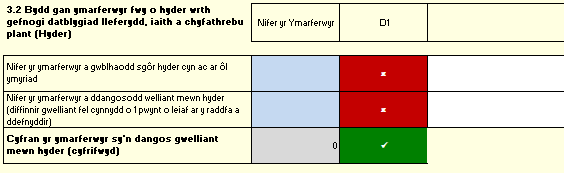 3.2 Bydd gan ymarferwyr fwy o hyder wrth
gefnogi datblygiad lleferydd, iaith a chyfathrebu
plant (Hyder)
Nifer yr Ymarferwyr
D1
Nifer yr ymarferwyr a gwblhaodd sgôr hyder cyn ac ar ôl
ymyriad
×
Nifer yr ymarferwyr a ddangosodd welliant mewn hyder
(diffinnir gwelliant fel cynnydd o 1 pwynt o leiaf ar y raddfa a
ddefnyddir)
×
Cyfran yr ymarferwyr sy'n dangos gwelliant
mewn hyder (cyfrifwyd)
0
✓